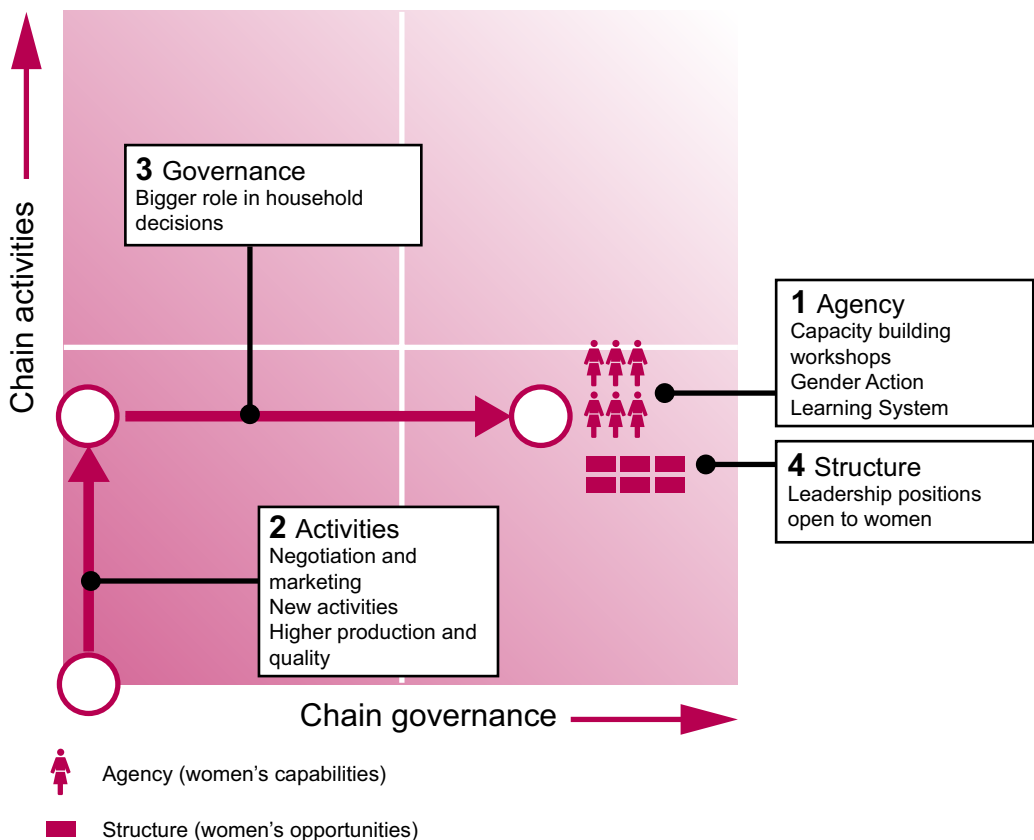 Chain activities
3 Governance
Bigger role in household
decisions
1 Agency
Capacity building
workshops
Gender Action
Learning System
4 Structure
Leadership positions
open to women
2 Activities
Negotiation and
marketing
New activities
Higher production and
quality
Chain governance
Agency (women’s capabilities)
Structure (women’s opportunities)